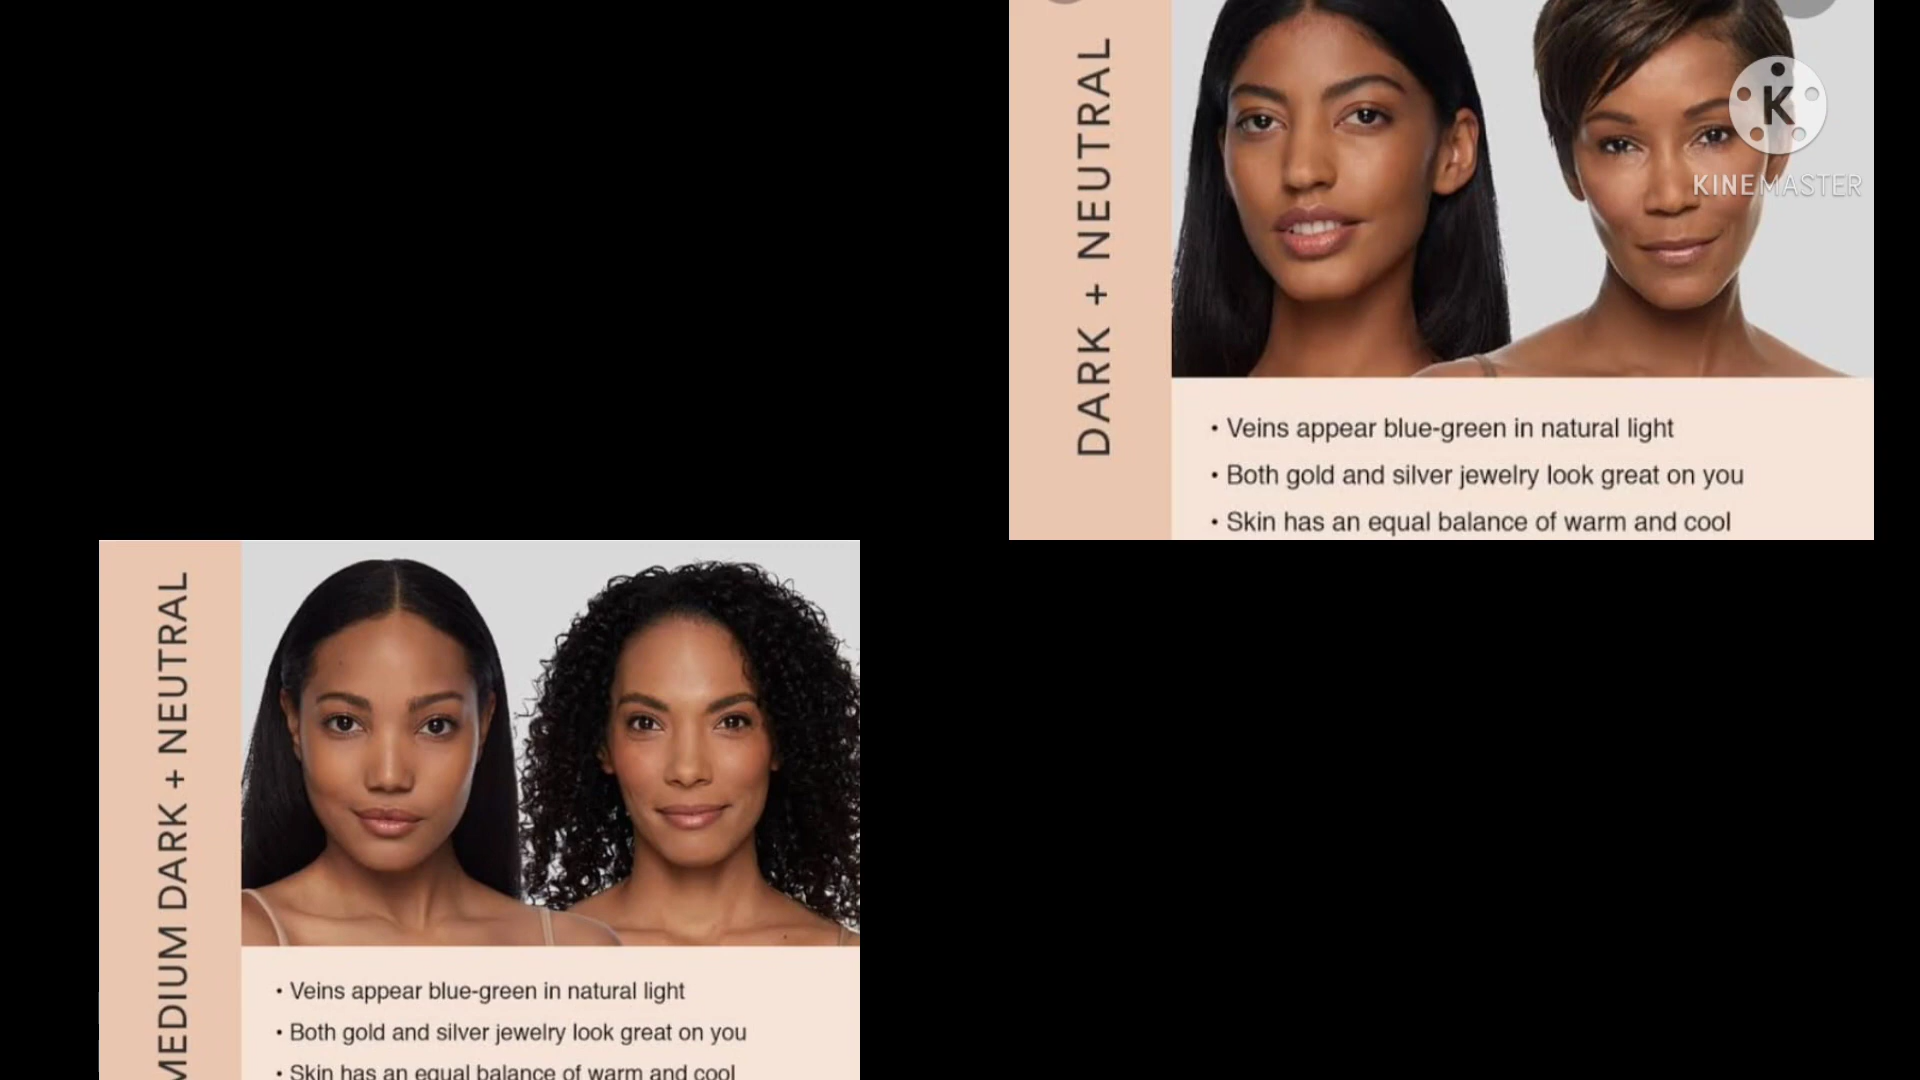 DARK + NEUTRAL
K
KINEMASTER
• Veins appear blue-green in natural light
• Both gold and silver jewelry look great on you
• Skin has an equal balance of warm and cool
MEDIUM DARK + NEUTRAL
• Veins appear blue-green in natural light
• Both gold and silver jewelry look great on you
• Skin has an equal balance of warm and cool